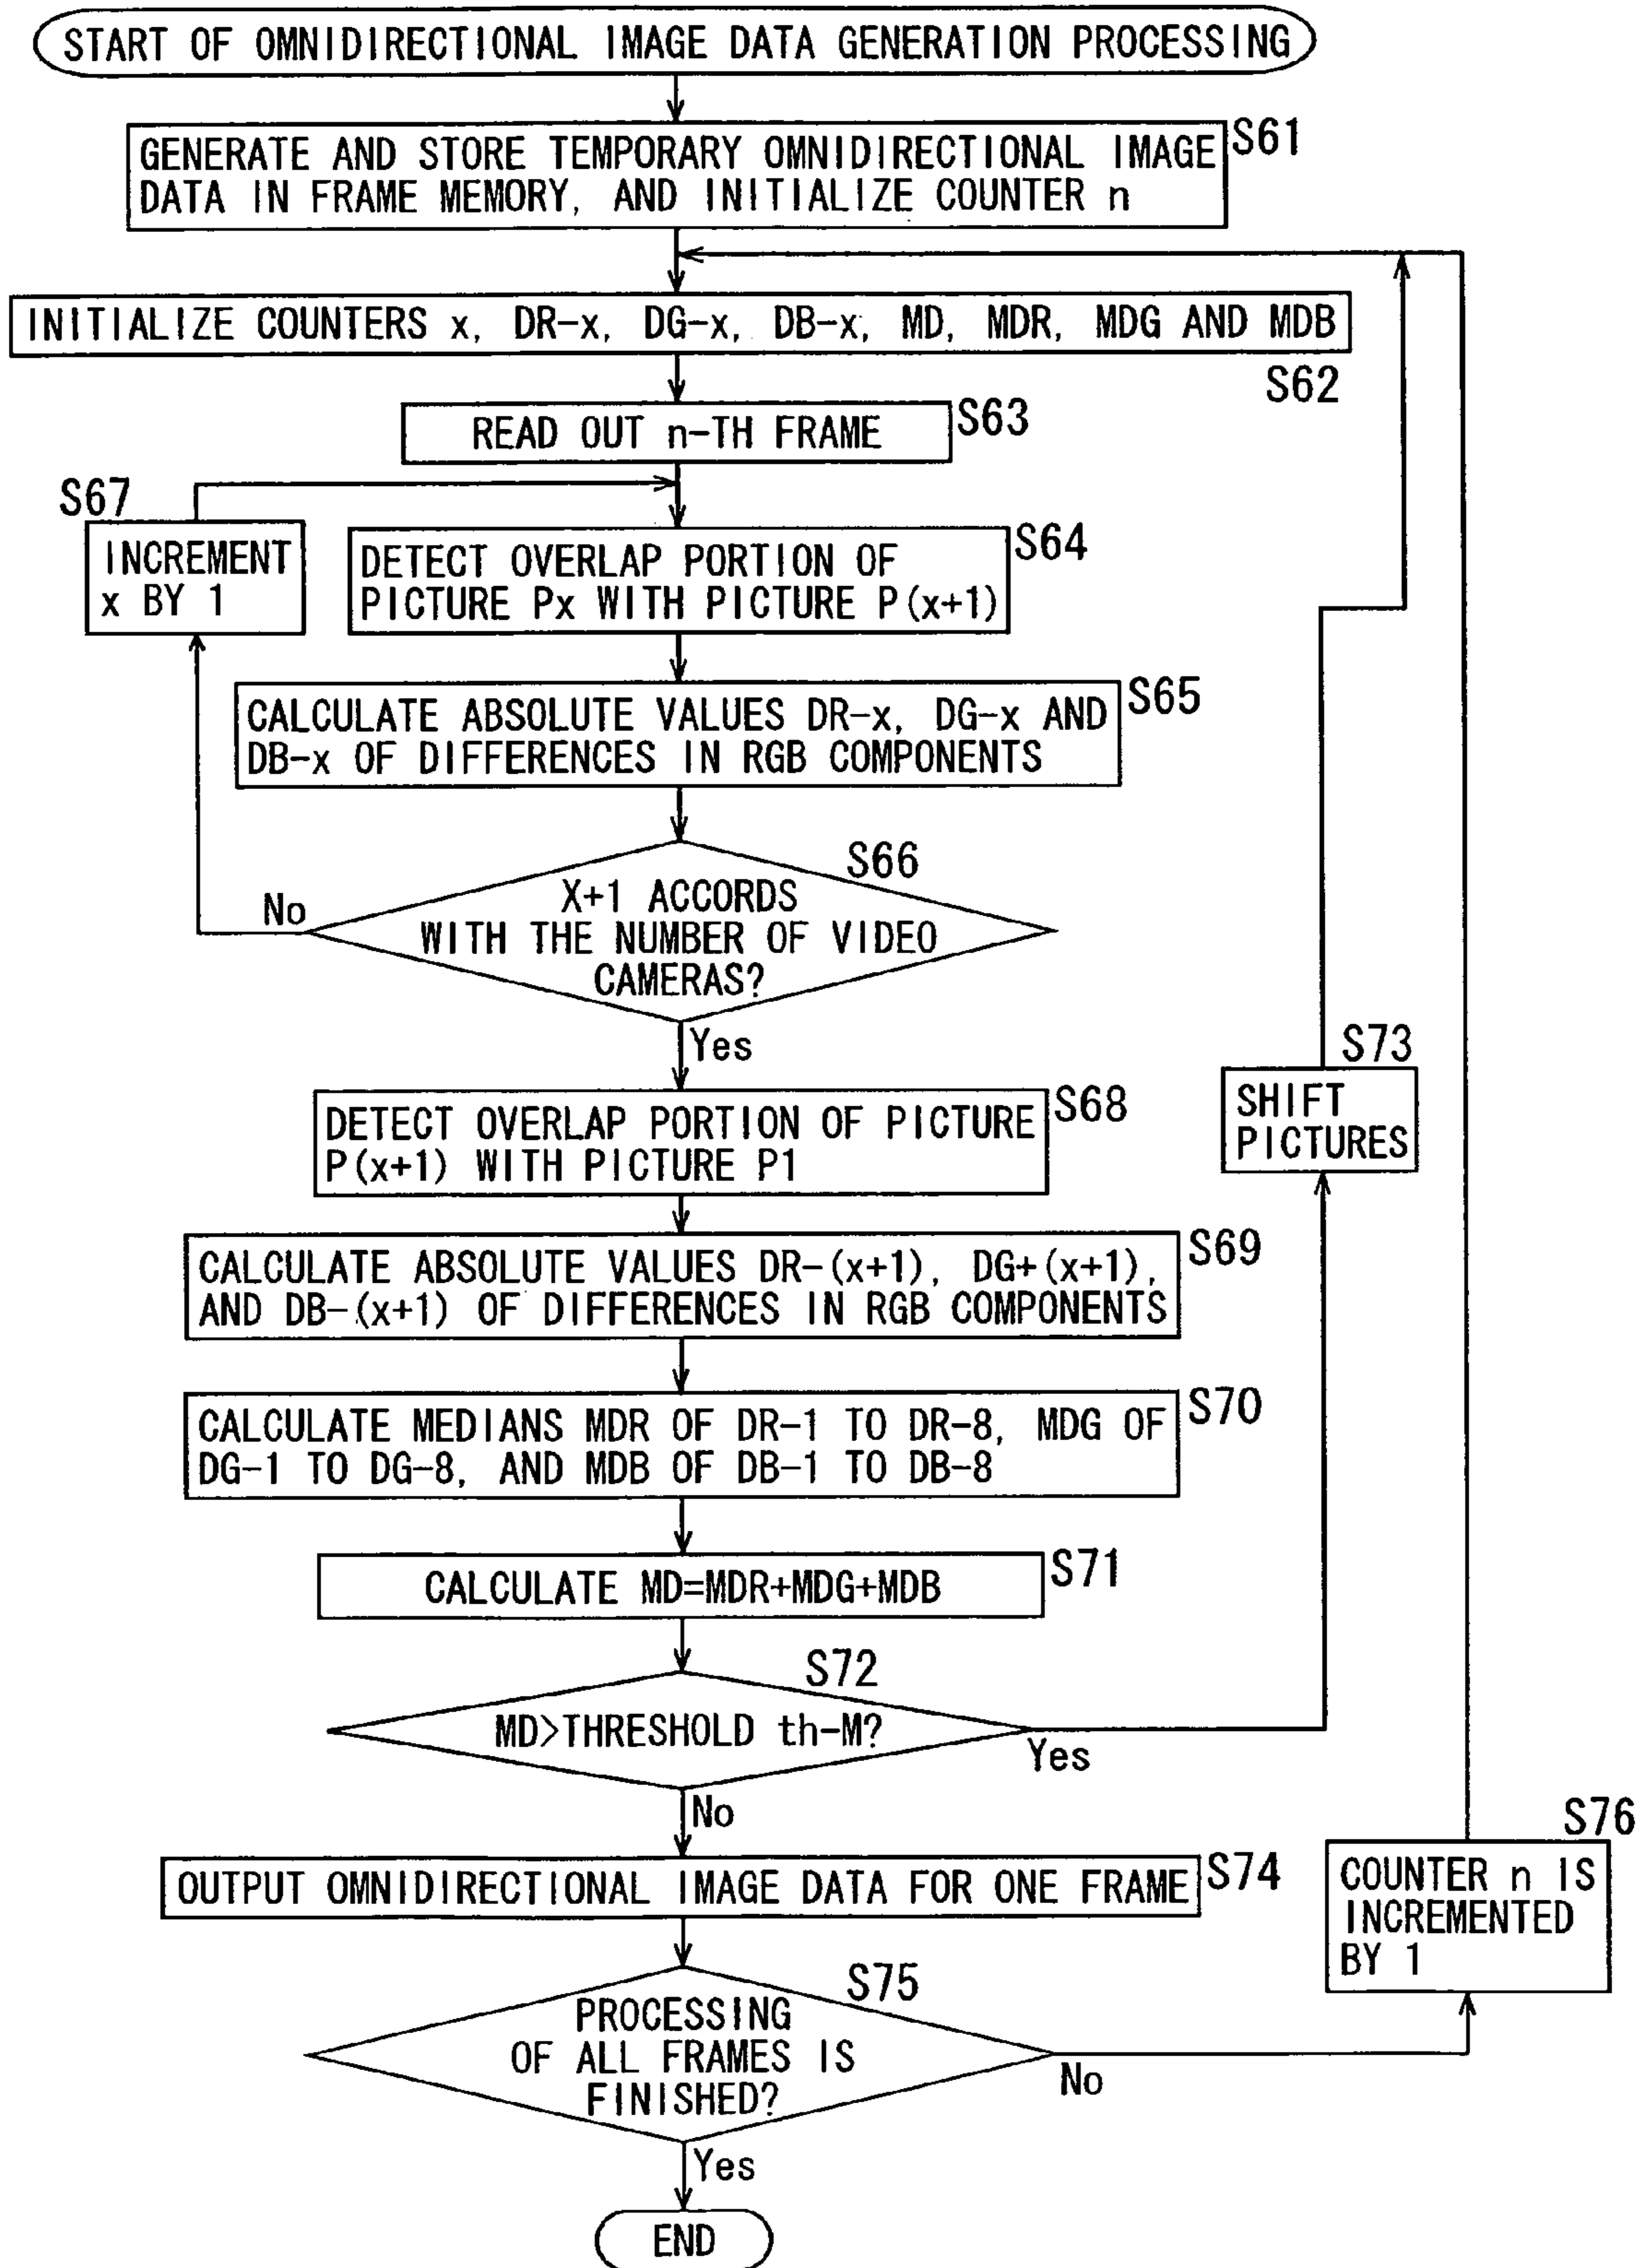 START OF OMNIDIRECTIONAL IMAGE DATA GENERATION PROCESSING
GENERATE AND STORE TEMPORARY OMNIDIRECTIONAL IMAGE
DATA IN FRAME MEMORY, AND INITIALIZE COUNTER n
S61
INITIALIZE COUNTERS x, DR-x, DG-x, DB-x, MD, MDR, MDG AND MDB
S62
READ OUT n-TH FRAME
S63
S67
INCREMENT
x BY 1
DETECT OVERLAP PORTION OF
PICTURE Px WITH PICTURE P(x+1)
S64
CALCULATE ABSOLUTE VALUES DR-x, DG-x AND
DB-x OF DIFFERENCES IN RGB COMPONENTS
S65
S66
X+1 ACCORDS
WITH THE NUMBER OF VIDEO
CAMERAS?
No
Yes
DETECT OVERLAP PORTION OF PICTURE
P(x+1) WITH PICTURE P1
S68
S73
SHIFT
PICTURES
CALCULATE ABSOLUTE VALUES DR-(x+1), DG+(x+1),
AND DB-(x+1) OF DIFFERENCES IN RGB COMPONENTS
S69
CALCULATE MEDIANS MDR OF DR-1 TO DR-8, MDG OF
DG-1 TO DG-8, AND MDB OF DB-1 TO DB-8
S70
CALCULATE MD=MDR+MDG+MDB
S71
S72
MD>THRESHOLD th-M?
Yes
No
OUTPUT OMNIDIRECTIONAL IMAGE DATA FOR ONE FRAME
S74
S76
COUNTER n IS
INCREMENTED
BY 1
S75
PROCESSING
OF ALL FRAMES IS
FINISHED?
No
Yes
END